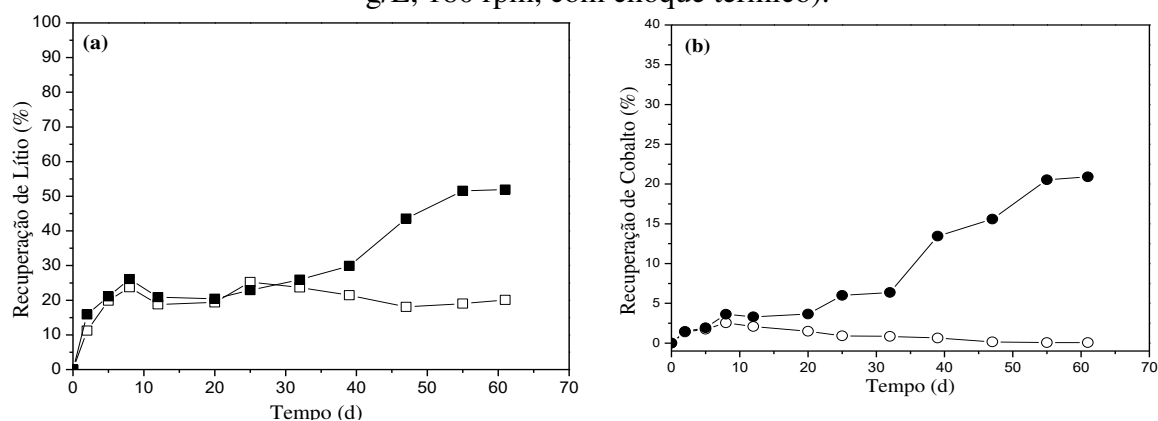 g/L, 180 rpm, com choque térmico).
(a)
Recuperação de Lítio (%)
100
90
80
70
60
50
40
30
20
10
0
0 10 20 30 40 50 60 70
Tempo (d)
(b)
Recuperação de Cobalto (%)
40
35
30
25
20
15
10
5
0
0 10 20 30 40 50 60 70
Tempo (d)